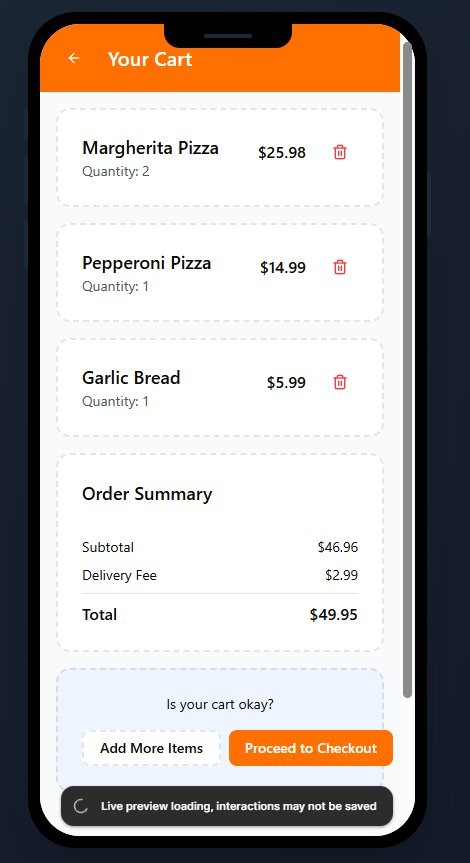 Your Cart
Margherita Pizza $25.98
Quantity: 2
Pepperoni Pizza $14.99
Quantity: 1
Garlic Bread $5.99
Quantity: 1
Order Summary
Subtotal $46.96
Delivery Fee $2.99
Total $49.95
Is your cart okay?
Add More Items Proceed to Checkout
Live preview loading, interactions may not be saved